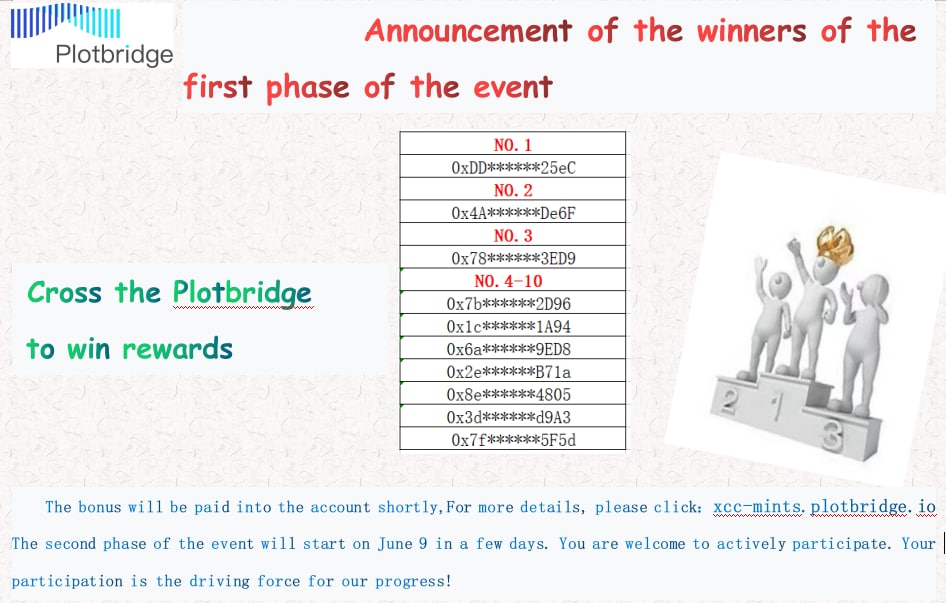 Plotbridge
Announcement of the winners of the
first phase of the event
NO. 1
0xDD******25eC
NO. 2
0x4A******De6F
NO. 3
0x78******3ED9
NO. 4-10
0x7b******2D96
0x1c******1A94
0x6a******9ED8
0x2e******B71a
0x8e******4805
0x3d******d9A3
0x7f******5F5d
Cross the Plotbridge
to win rewards
2 1 3
The bonus will be paid into the account shortly,For more details, please click: xcc-mints.plotbridge.io
The second phase of the event will start on June 9 in a few days. You are welcome to actively participate. Your
participation is the driving force for our progress!